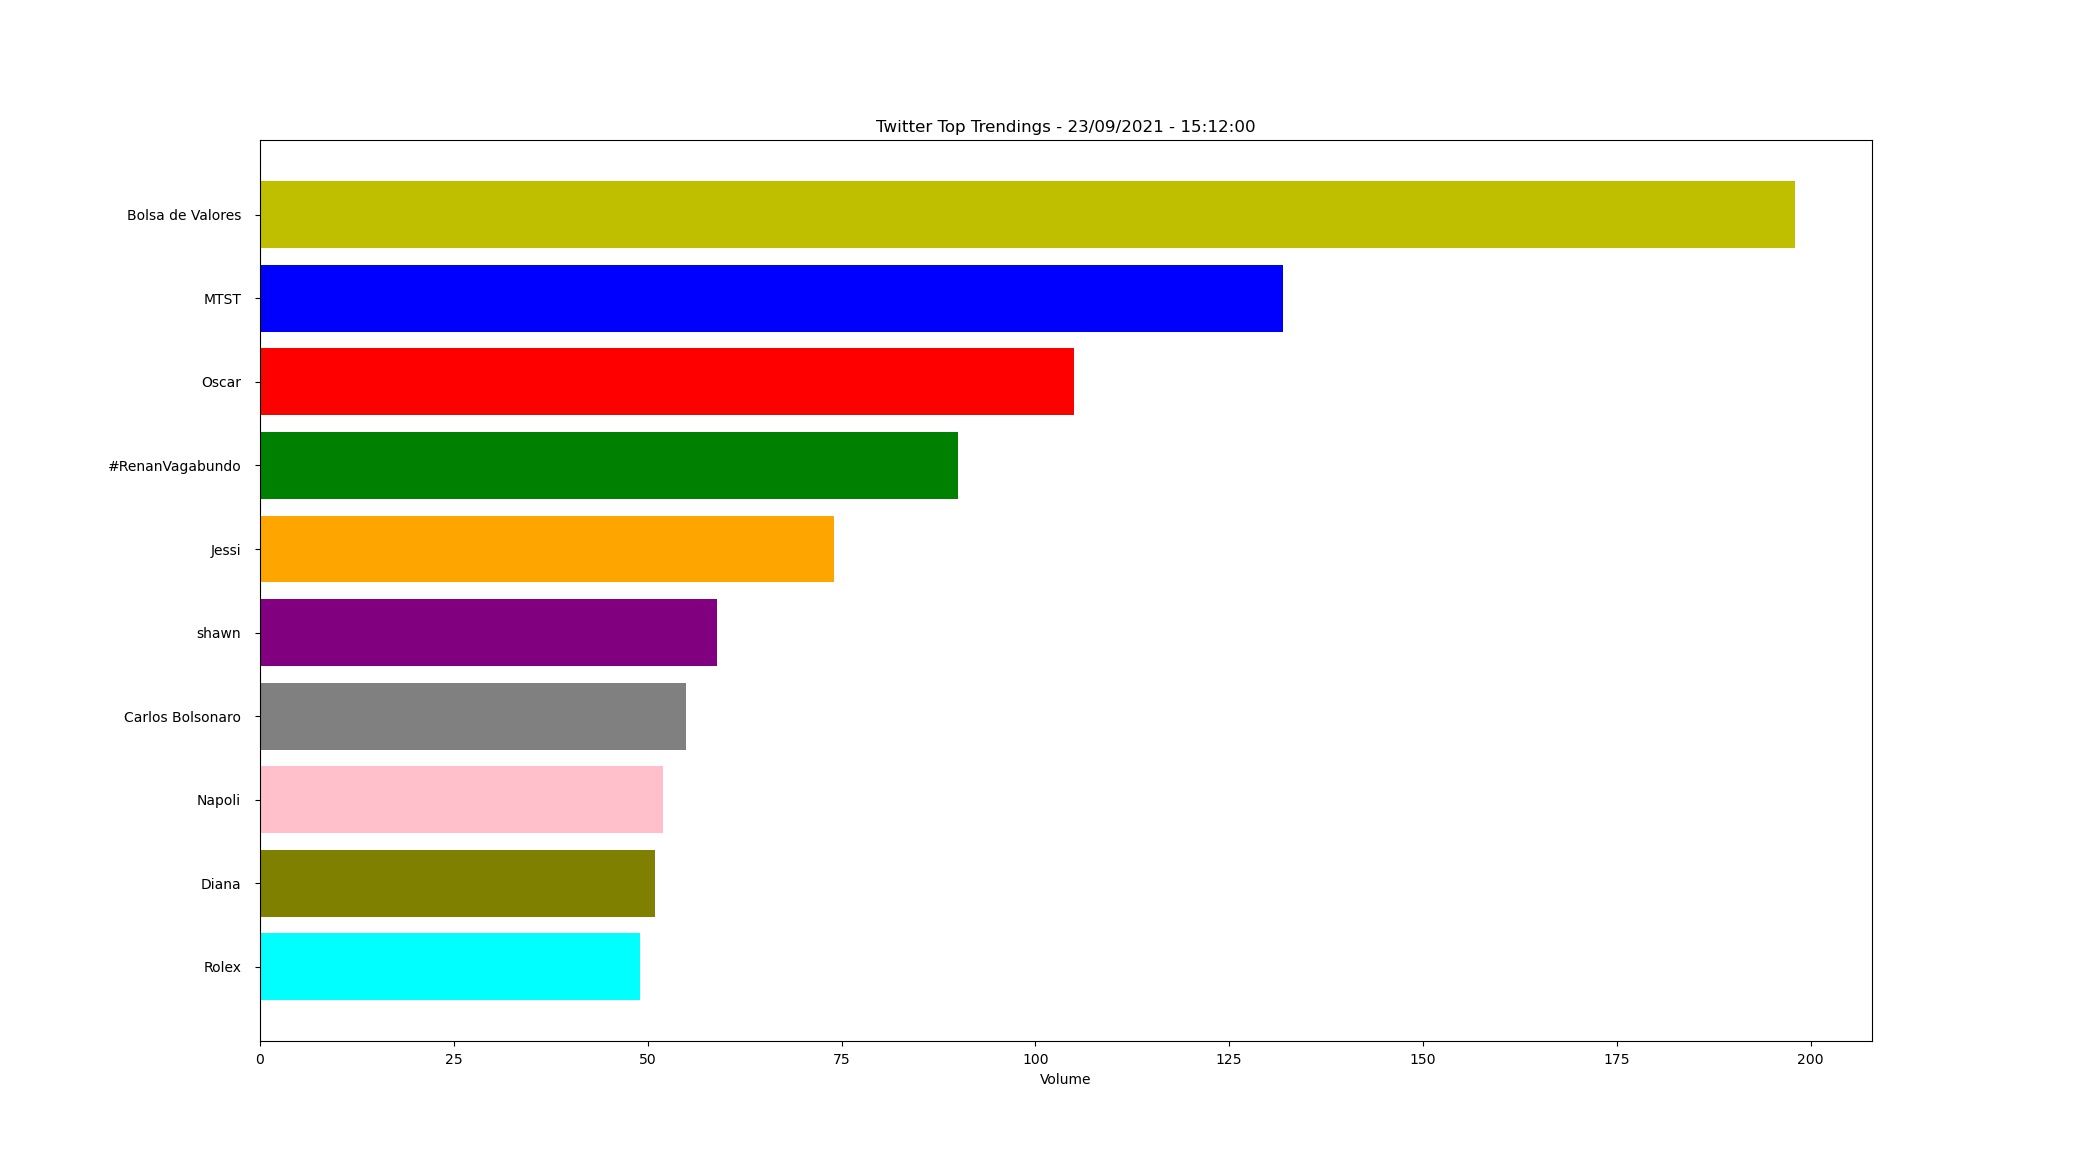 Twitter Top Trendings - 23/09/2021 - 15:12:00
Bolsa de Valores
MTST
Oscar
#RenanVagabundo
Jessi
shawn
Carlos Bolsonaro
Napoli
Diana
Rolex
0 25 50 75 100 125 150 175 200
Volume